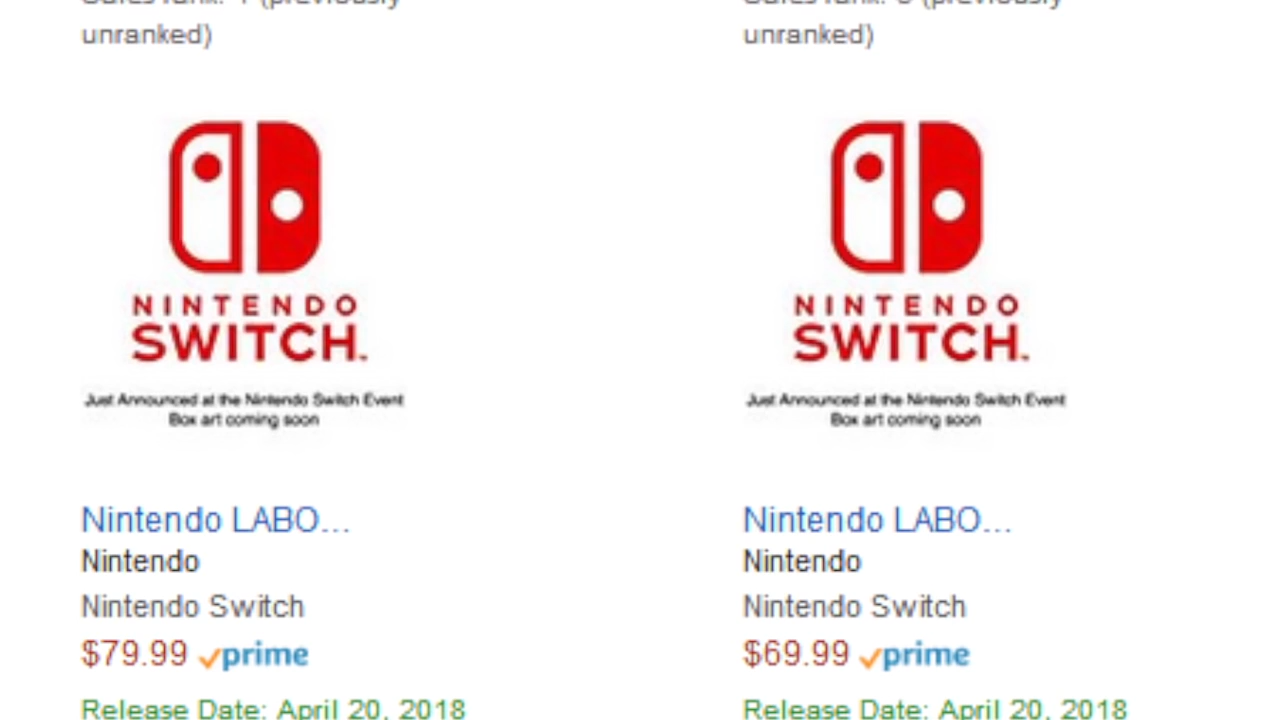 unranked)
NINTENDO
SWITCH.
Just Announced at the Nintendo Switch Event
Box art coming soon
Nintendo LABO...
Nintendo
Nintendo Switch
$79.99 prime
Release Date: April 20, 2018
unranked)
NINTENDO
SWITCH.
Just Announced at the Nintendo Switch Event
Box art coming soon
Nintendo LABO...
Nintendo
Nintendo Switch
$69.99 prime
Release Date: April 20, 2018